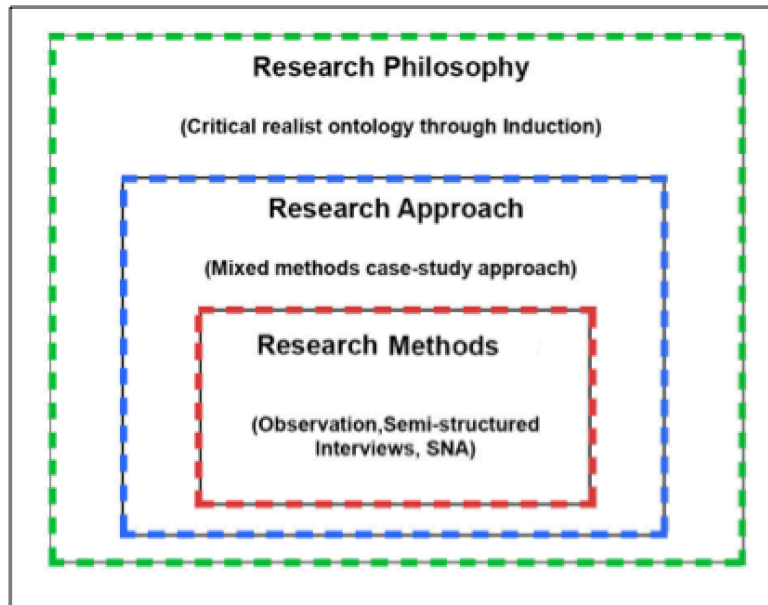 Research Philosophy
(Critical realist ontology through Induction)
Research Approach
(Mixed methods case-study approach)
Research Methods
(Observation,Semi-structured
Interviews, SNA)